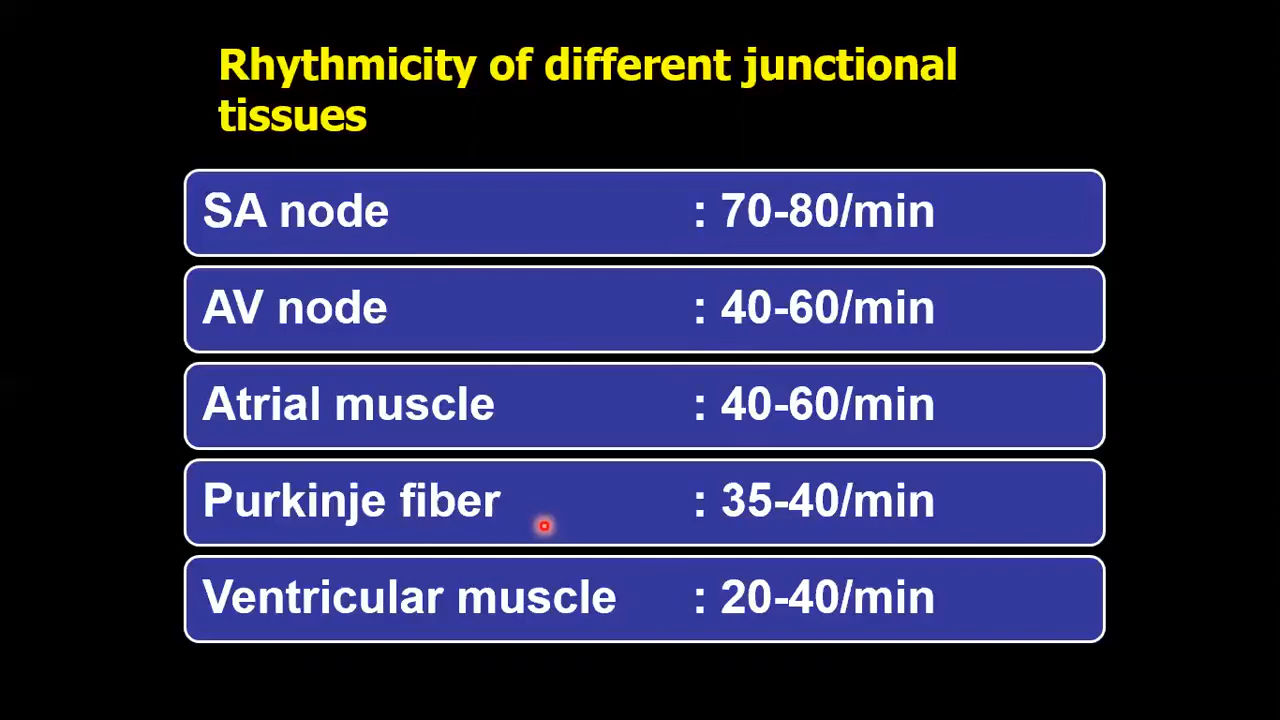 Rhythmicity of different junctional
tissues
SA node : 70-80/min
AV node : 40-60/min
Atrial muscle : 40-60/min
Purkinje fiber : 35-40/min
Ventricular muscle : 20-40/min